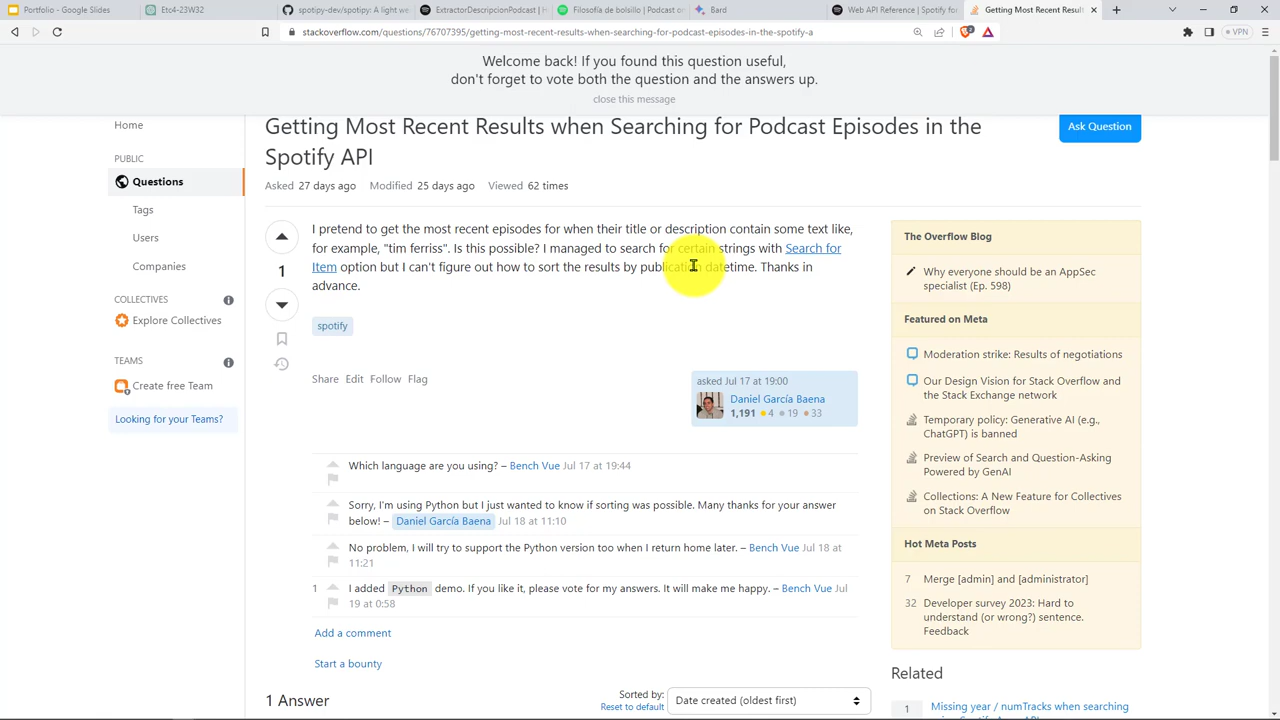 Portfolio - Google Slides
Etc4-23W32
spotipy-dev/spotipy: A light we
ExtractorDescripcionPodcast | H
Filosofía de bolsillo | Podcast on
Bard
Web API Reference | Spotify for
Getting Most Recent Result
stackoverflow.com/questions/76707395/getting-most-recent-results-when-searching-for-podcast-episodes-in-the-spotify-a
VPN
Welcome back! If you found this question useful,
don't forget to vote both the question and the answers up.
close this message
Home
PUBLIC
Questions
Tags
Users
Companies
COLLECTIVES
Explore Collectives
TEAMS
Create free Team
Looking for your Teams?
Getting Most Recent Results when Searching for Podcast Episodes in the
Spotify API
Ask Question
Asked 27 days ago Modified 25 days ago Viewed 62 times
1
I pretend to get the most recent episodes for when their title or description contain some text like,
for example, "tim ferriss". Is this possible? I managed to search for certain strings with Search for
Item option but I can't figure out how to sort the results by publication datetime. Thanks in
advance.
spotify
Share Edit Follow Flag
asked Jul 17 at 19:00
Daniel García Baena
1,191 4 19 33
Which language are you using? – Bench Vue Jul 17 at 19:44
Sorry, I'm using Python but I just wanted to know if sorting was possible. Many thanks for your answer
below! – Daniel García Baena Jul 18 at 11:10
No problem, I will try to support the Python version too when I return home later. – Bench Vue Jul 18 at
11:21
1 I added Python demo. If you like it, please vote for my answers. It will make me happy. – Bench Vue Jul
19 at 0:58
Add a comment
Start a bounty
1 Answer
Sorted by:
Reset to default
Date created (oldest first)
The Overflow Blog
Why everyone should be an AppSec
specialist (Ep. 598)
Featured on Meta
Moderation strike: Results of negotiations
Our Design Vision for Stack Overflow and
the Stack Exchange network
Temporary policy: Generative AI (e.g.,
ChatGPT) is banned
Preview of Search and Question-Asking
Powered by GenAI
Collections: A New Feature for Collectives
on Stack Overflow
Hot Meta Posts
7 Merge [admin] and [administrator]
32 Developer survey 2023: Hard to
understand (or wrong?) sentence.
Feedback
Related
1 Missing year / numTracks when searching